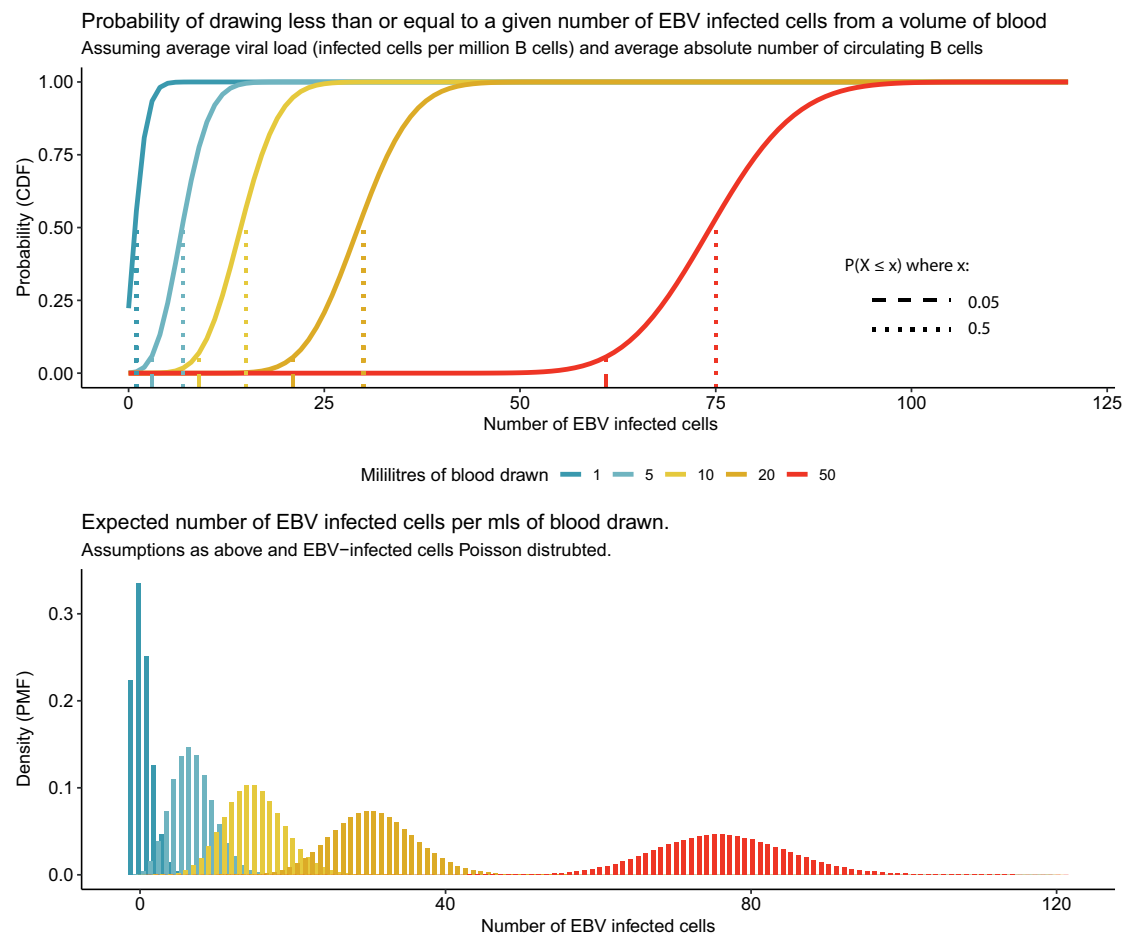 Probability of drawing less than or equal to a given number of EBV infected cells from a volume of blood
Assuming average viral load (infected cells per million B cells) and average absolute number of circulating B cells
Probability (CDF)
1.00
0.75
0.50
0.25
0.00
P(X ≤ x) where x:
0.05
0.5
0 25 50 75 100 125
Number of EBV infected cells
Mililitres of blood drawn 1 5 10 20 50
Expected number of EBV infected cells per mls of blood drawn.
Assumptions as above and EBV−infected cells Poisson distrubted.
Density (PMF)
0.3
0.2
0.1
0.0
0 40 80 120
Number of EBV infected cells